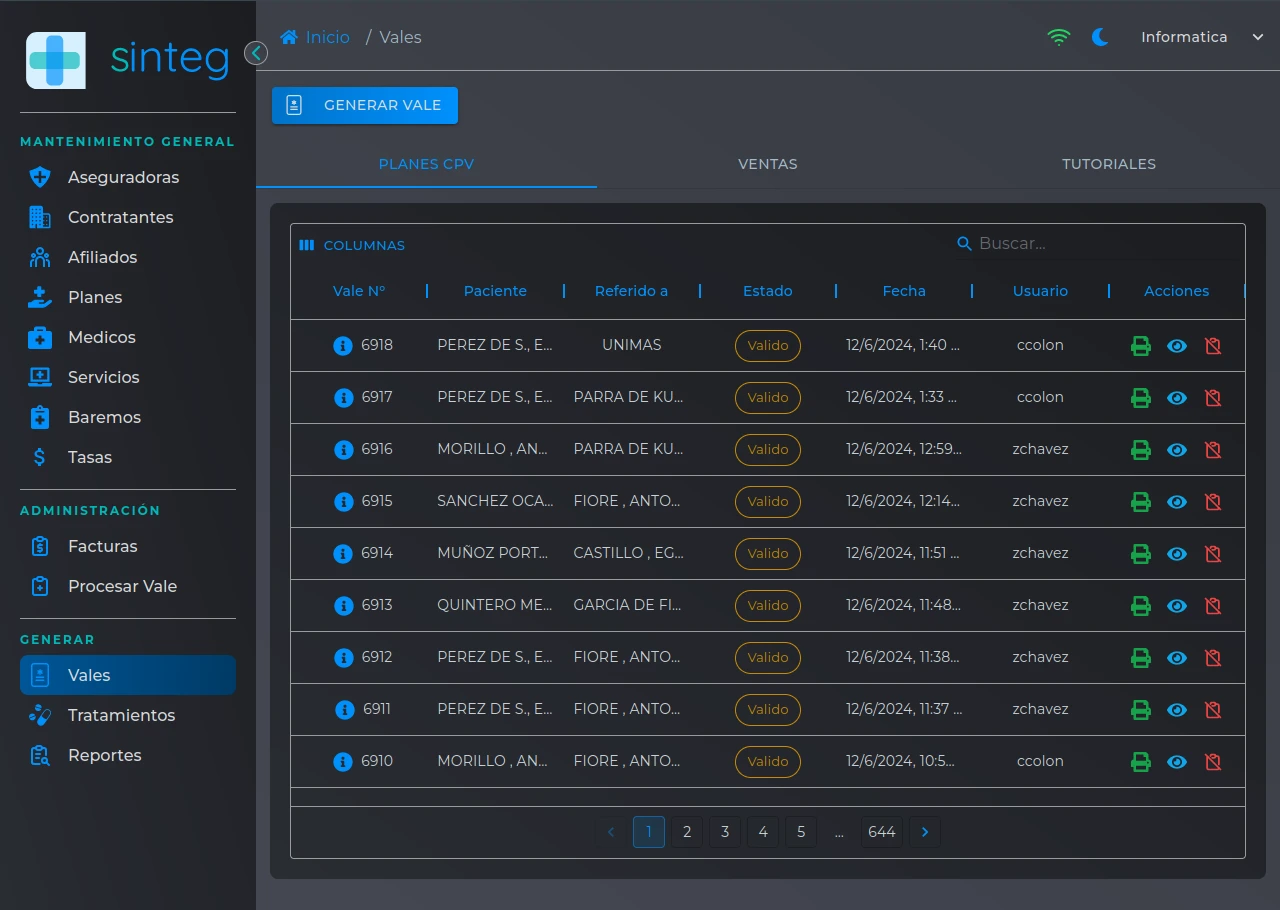 sinteg
Inicio / Vales
Informatica
MANTENIMIENTO GENERAL
Aseguradoras
Contratantes
Afiliados
Planes
Medicos
Servicios
Baremos
Tasas
ADMINISTRACIÓN
Facturas
Procesar Vale
GENERAR
Vales
Tratamientos
Reportes
GENERAR VALE
PLANES CPV VENTAS TUTORIALES
COLUMNAS Buscar...
Vale Nº Paciente Referido a Estado Fecha Usuario Acciones
6918 PEREZ DE S., E... UNIMAS Valido 12/6/2024, 1:40 ... ccolon
6917 PEREZ DE S., E... PARRA DE KU... Valido 12/6/2024, 1:33 ... ccolon
6916 MORILLO , AN... PARRA DE KU... Valido 12/6/2024, 12:59... zchavez
6915 SANCHEZ OCA... FIORE , ANTO... Valido 12/6/2024, 12:14... zchavez
6914 MUÑOZ PORT... CASTILLO , EG... Valido 12/6/2024, 11:51 ... zchavez
6913 QUINTERO ME... GARCIA DE FI... Valido 12/6/2024, 11:48... zchavez
6912 PEREZ DE S., E... FIORE , ANTO... Valido 12/6/2024, 11:38... zchavez
6911 PEREZ DE S., E... FIORE , ANTO... Valido 12/6/2024, 11:37 ... zchavez
6910 MORILLO , AN... FIORE , ANTO... Valido 12/6/2024, 10:5... ccolon
1 2 3 4 5 ... 644